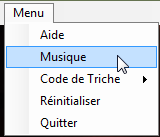 Menu
Aide
Musique
Code de Triche
Réinitialiser
Quitter